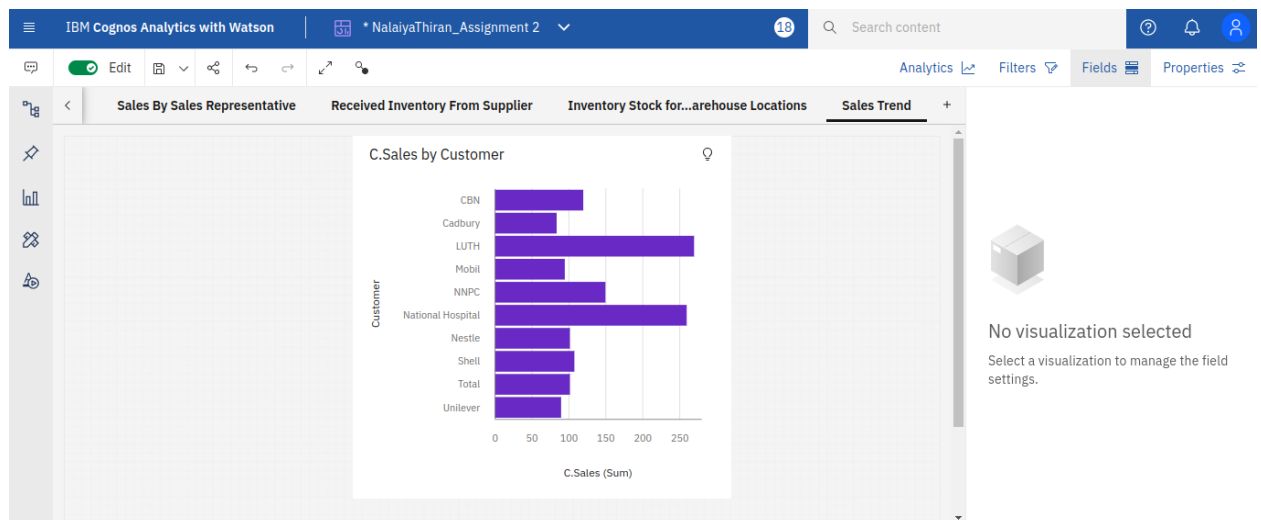 IBM Cognos Analytics with Watson
* NalaiyaThiran_Assignment 2
18
Search content
Edit
Analytics
Filters
Fields
Properties
Sales By Sales Representative
Received Inventory From Supplier
Inventory Stock for...arehouse Locations
Sales Trend
+
C.Sales by Customer
Customer
CBN
Cadbury
LUTH
Mobil
NNPC
National Hospital
Nestle
Shell
Total
Unilever
0 50 100 150 200 250
C.Sales (Sum)
No visualization selected
Select a visualization to manage the field
settings.